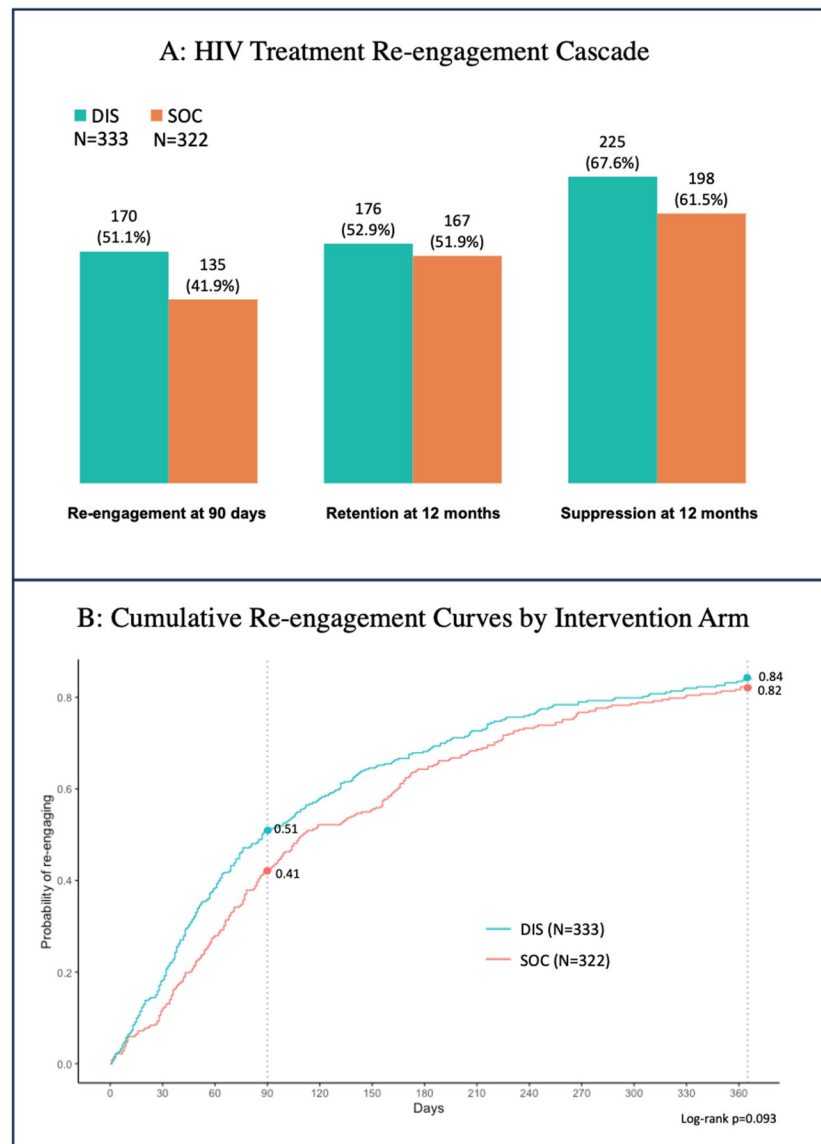 A: HIV Treatment Re-engagement Cascade
DIS SOC
N=333 N=322
170
(51.1%)
135
(41.9%)
176
(52.9%)
167
(51.9%)
225
(67.6%)
198
(61.5%)
Re-engagement at 90 days
Retention at 12 months
Suppression at 12 months
B: Cumulative Re-engagement Curves by Intervention Arm
Probability of re-engaging
0.8
0.6
0.4
0.2
0.0
0.84
0.82
0.51
0.41
DIS (N=333)
SOC (N=322)
0 30 60 90 120 150 180 210 240 270 300 330 360
Days
Log-rank p=0.093